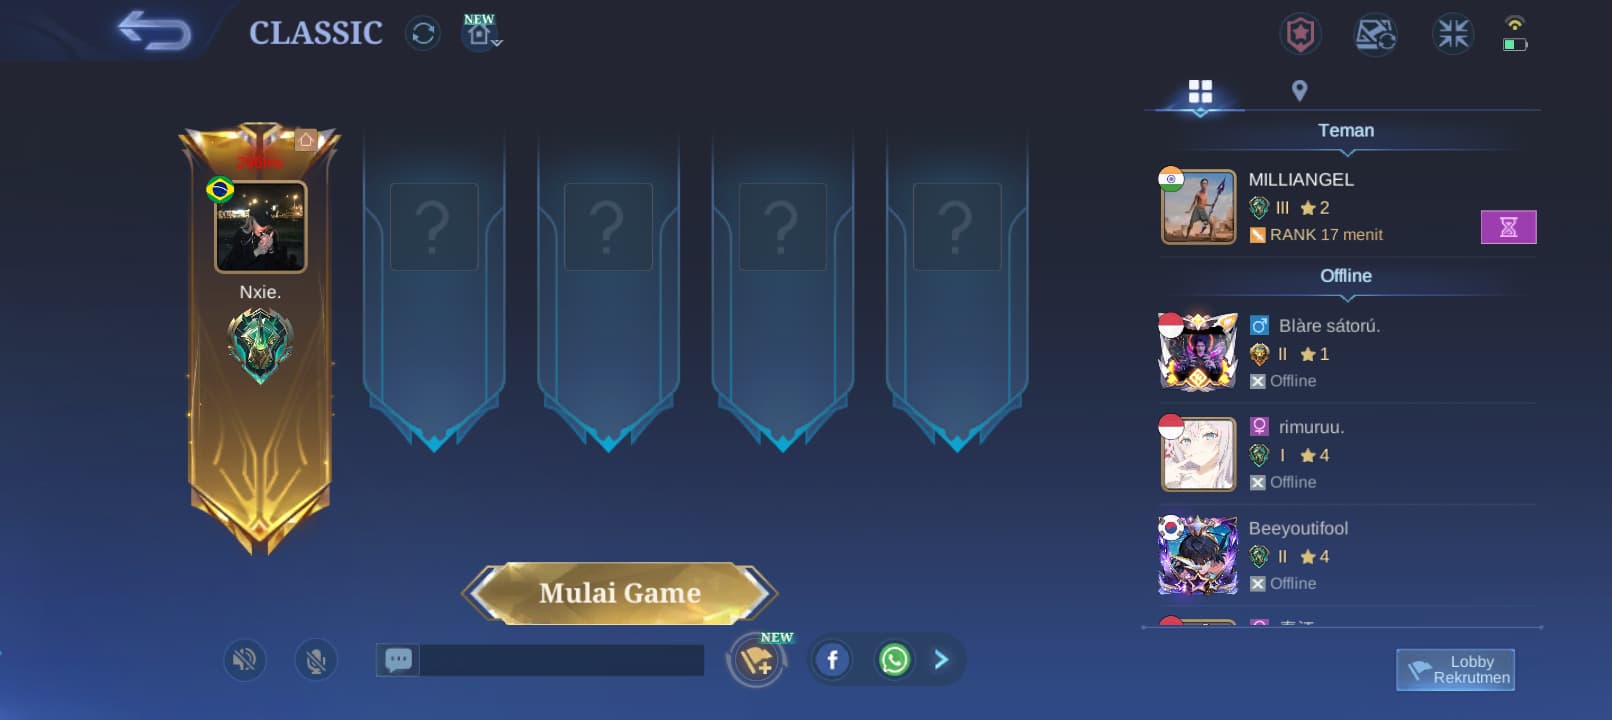 CLASSIC
NEW
Teman
Nxie.
MILLIANGEL
III 2
RANK 17 menit
Offline
Blàre sátorú.
II 1
Offline
rimuruu.
I 4
Offline
Beeyoutifool
II 4
Offline
? ? ? ?
Mulai Game
NEW
Lobby
Rekrutmen